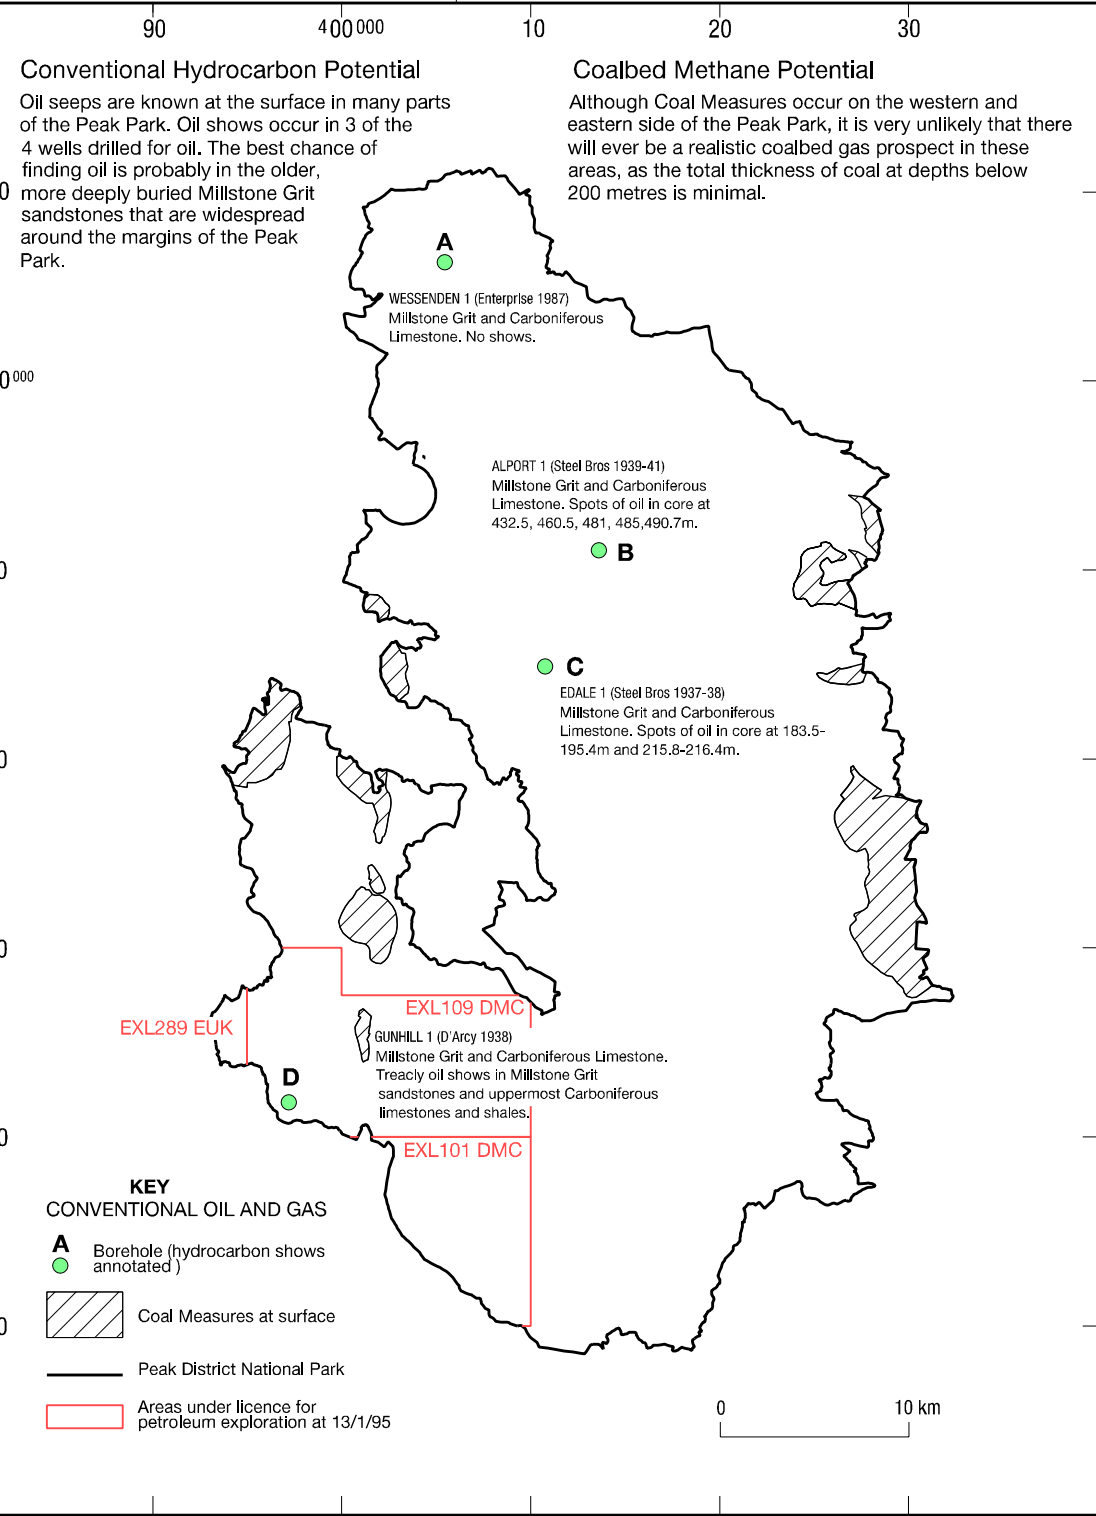 90
400000
10
20
30
Conventional Hydrocarbon Potential
Oil seeps are known at the surface in many parts
of the Peak Park. Oil shows occur in 3 of the
4 wells drilled for oil. The best chance of
finding oil is probably in the older,
more deeply buried Millstone Grit
sandstones that are widespread
around the margins of the Peak
Park.
Coalbed Methane Potential
Although Coal Measures occur on the western and
eastern side of the Peak Park, it is very unlikely that there
will ever be a realistic coalbed gas prospect in these
areas, as the total thickness of coal at depths below
200 metres is minimal.
0
A
WESSENDEN 1 (Enterprise 1987)
Millstone Grit and Carboniferous
Limestone. No shows.
0000
ALPORT 1 (Steel Bros 1939-41)
Millstone Grit and Carboniferous
Limestone. Spots of oil in core at
432.5, 460.5, 481, 485,490.7m.
B
0
C
EDALE 1 (Steel Bros 1937-38)
Millstone Grit and Carboniferous
Limestone. Spots of oil in core at 183.5-
195.4m and 215.8-216.4m.
0
0
EXL109 DMC
EXL289 EUK
GUNHILL 1 (D'Arcy 1938)
Millstone Grit and Carboniferous Limestone.
Treacly oil shows in Millstone Grit
sandstones and uppermost Carboniferous
limestones and shales.
D
0
EXL101 DMC
KEY
CONVENTIONAL OIL AND GAS
A
Borehole (hydrocarbon shows
annotated )
Coal Measures at surface
0
Peak District National Park
Areas under licence for
petroleum exploration at 13/1/95
0
10 km